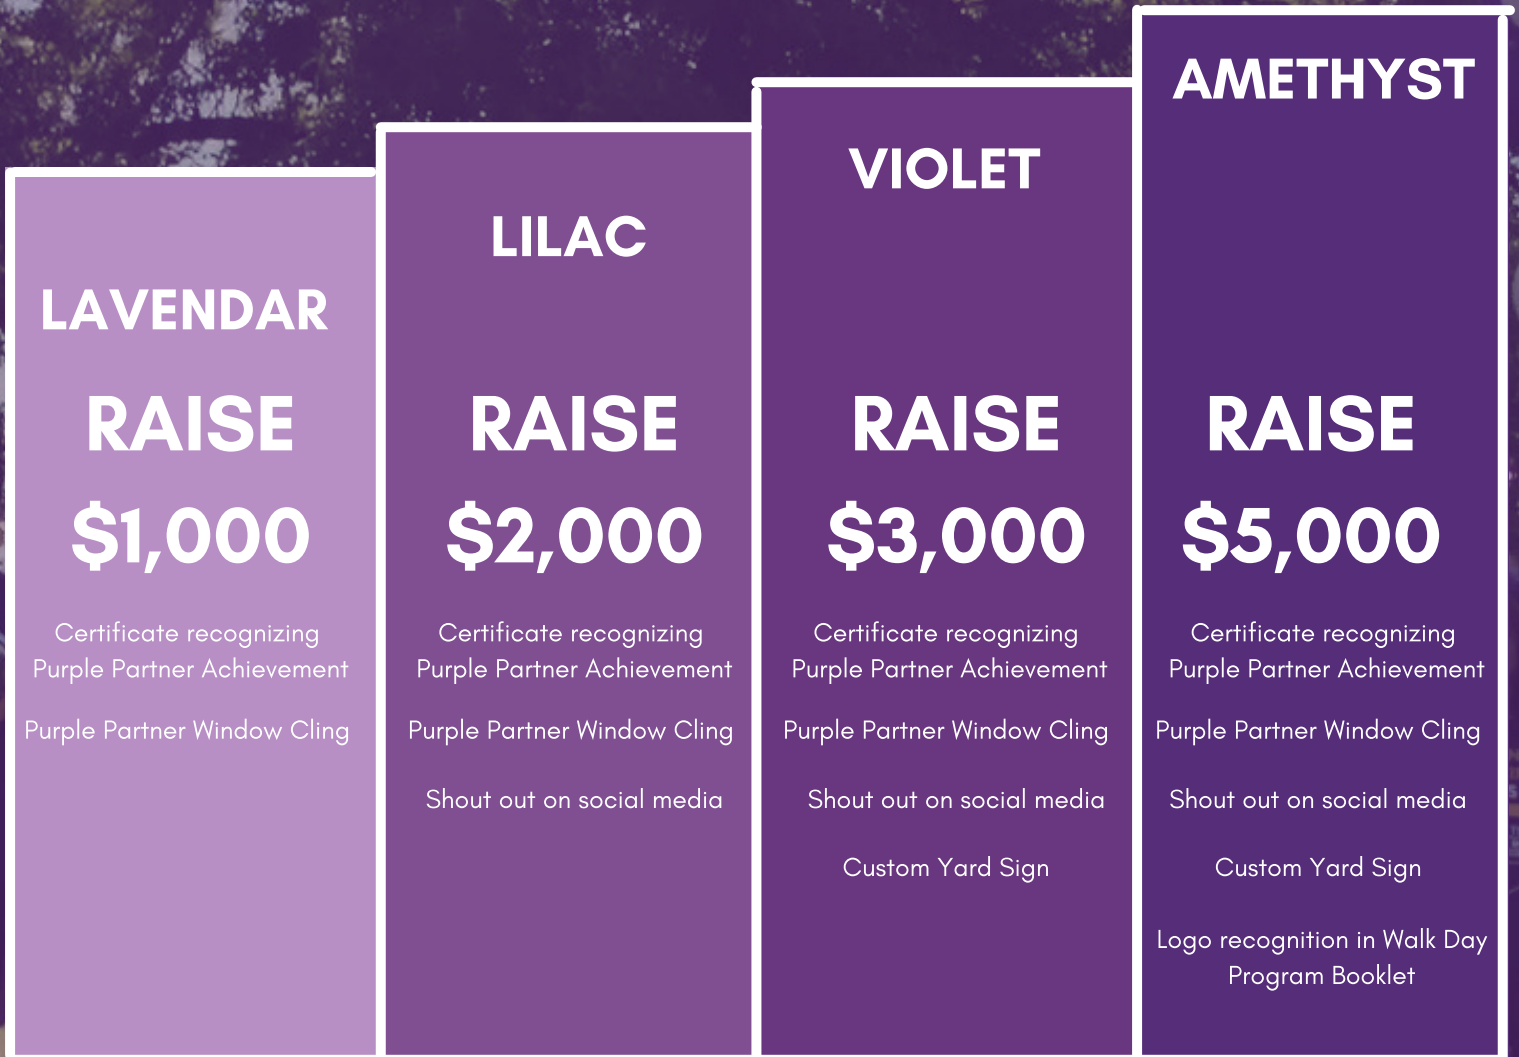 LAVENDAR
RAISE
$1,000
Certificate recognizing
Purple Partner Achievement
Purple Partner Window Cling
LILAC
RAISE
$2,000
Certificate recognizing
Purple Partner Achievement
Purple Partner Window Cling
Shout out on social media
VIOLET
RAISE
$3,000
Certificate recognizing
Purple Partner Achievement
Purple Partner Window Cling
Shout out on social media
Custom Yard Sign
AMETHYST
RAISE
$5,000
Certificate recognizing
Purple Partner Achievement
Purple Partner Window Cling
Shout out on social media
Custom Yard Sign
Logo recognition in Walk Day
Program Booklet